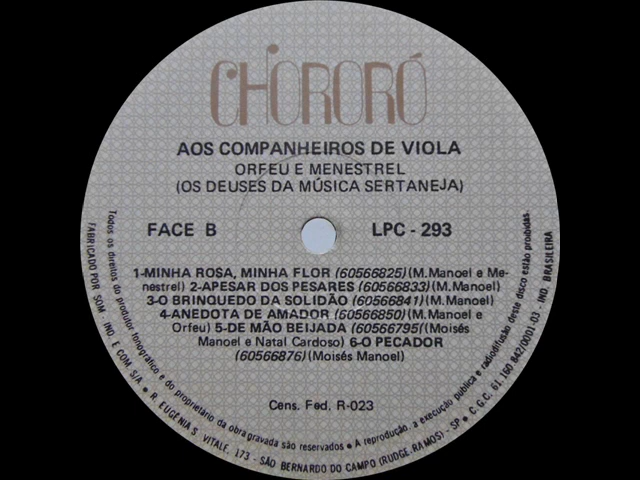 CHORORÓ
AOS COMPANHEIROS DE VIOLA
ORFEU E MENESTREL
(OS DEUSES DA MÚSICA SERTANEJA)
FACE B
LPC - 293
1-MINHA ROSA, MINHA FLOR (60566825) (M.Manoel e Me-
nestrel) 2-APESAR DOS PESARES (60566833) (M.Manoel)
3-O BRINQUEDO DA SOLIDÃO (60566841) (M.Manoel)
4-ANEDOTA DE AMADOR (60566850) (M.Manoel e
Orfeu) 5-DE MÃO BEIJADA (60566795((Moisés
Manoel e Natal Cardoso) 6-O PECADOR
(60566876) (Moisés Manoel)
Cens. Fed. R-023
Todos os direitos do produtor fonográfico e do proprietário da obra gravada são reservados • A reprodução, a execução pública e radiodifusão deste disco estão proibidas.
FABRICADO POR SOM - IND. E COM S/A • R. EUGÊNIA S. VITALE, 173 - SÃO BERNARDO DO CAMPO (RUDGE-RAMOS) - SP • C.G.C. 61.160.842/0001-03 - IND. BRASILEIRA